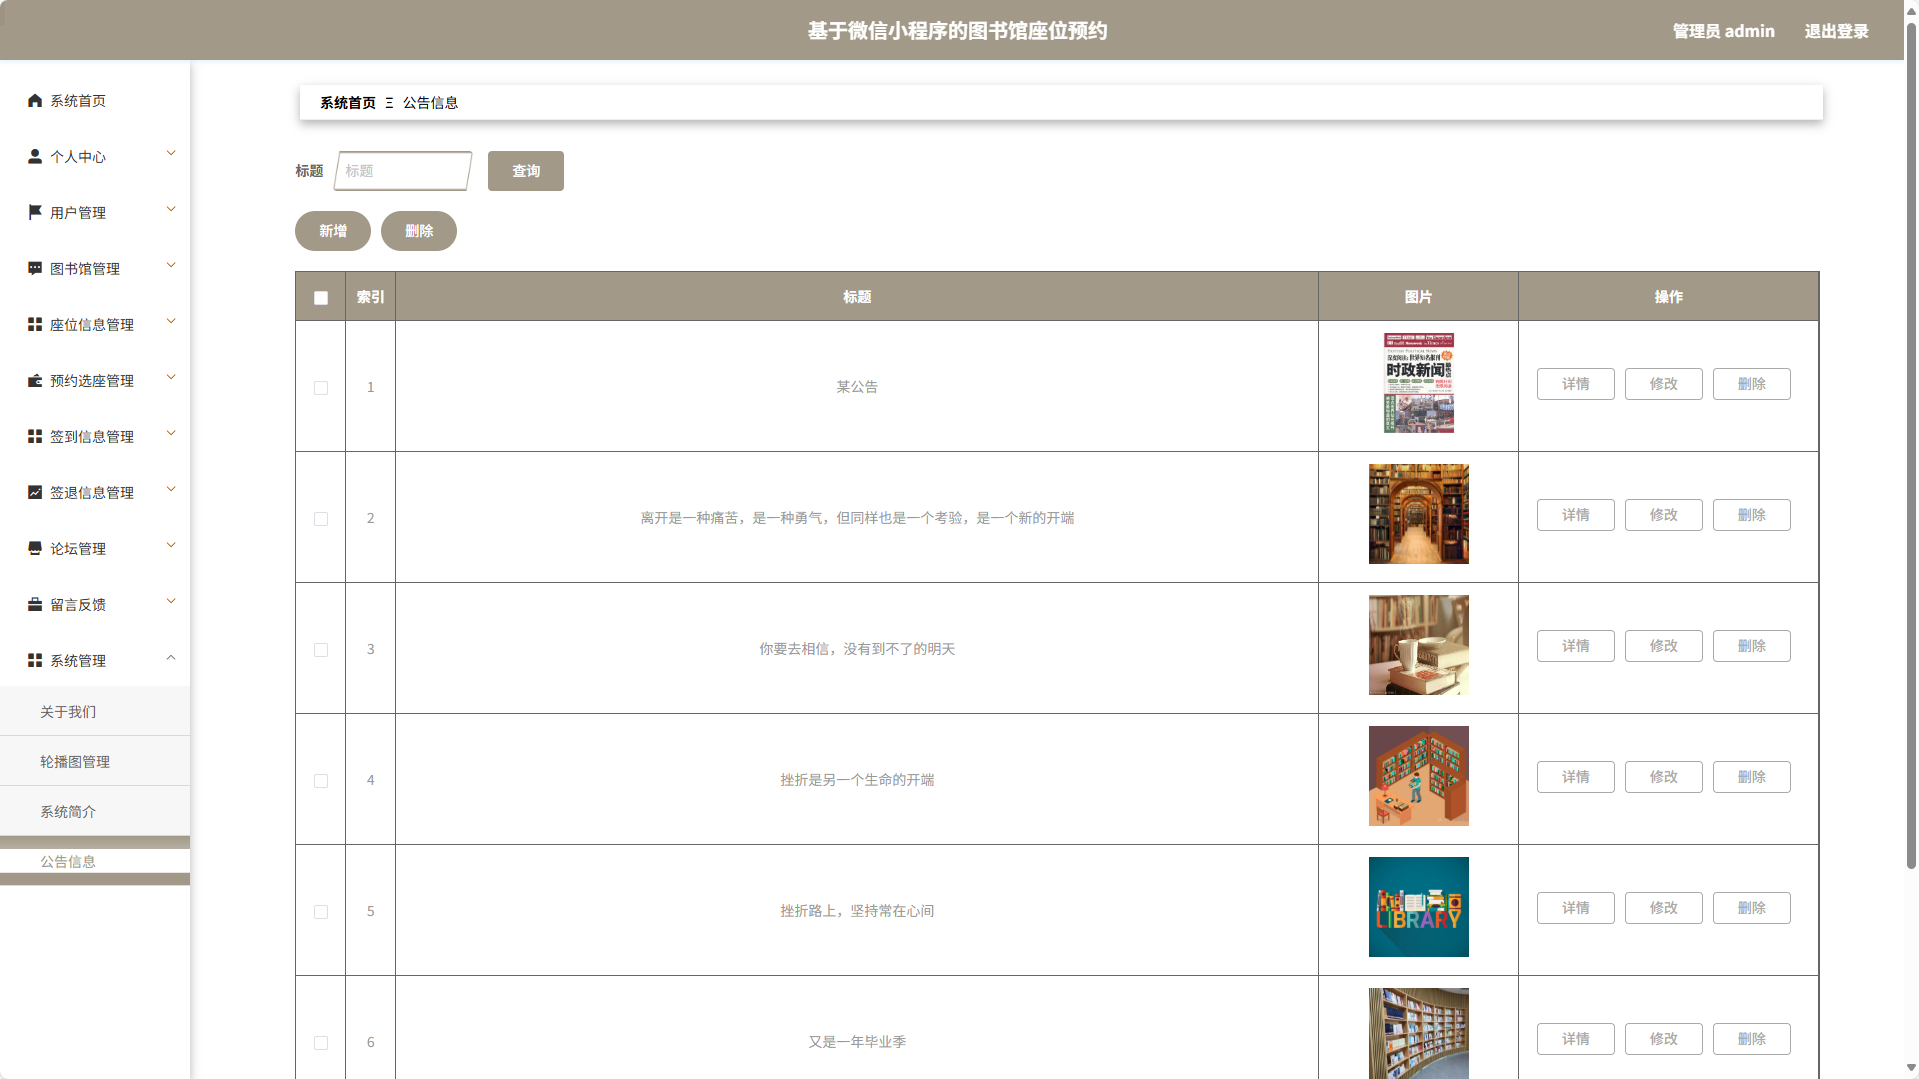 基于微信小程序的图书馆座位预约
管理员 admin
退出登录
系统首页
个人中心
用户管理
图书馆管理
座位信息管理
预约选座管理
签到信息管理
签退信息管理
论坛管理
留言反馈
系统管理
关于我们
轮播图管理
系统简介
公告信息
系统首页 Ξ 公告信息
标题 标题 查询
新增 删除
索引 标题 图片 操作
1 某公告 时政新闻 详情 修改 删除
2 离开是一种痛苦，是一种勇气，但同样也是一个考验，是一个新的开端 详情 修改 删除
3 你要去相信，没有到不了的明天 详情 修改 删除
4 挫折是另一个生命的开端 详情 修改 删除
5 挫折路上，坚持常在心间 LIBRARY 详情 修改 删除
6 又是一年毕业季 详情 修改 删除